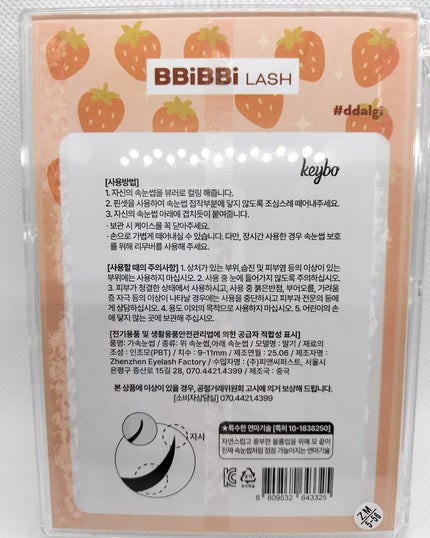 BBiBBi LASH
#ddalgi
keybo
[사용방법]
1. 자신의 속눈썹을 뷰러로 컬링 해줍니다.
2. 핀셋을 사용하여 속눈썹 접착부분에 닿지 않도록 조심스레 떼어내주세요.
3. 자신의 속눈썹 아래에 겹치듯이 붙여줍니다.
· 보관 시 케이스를 꼭 닫아주세요.
· 손으로 가볍게 떼어내실 수 있습니다. 다만, 장시간 사용한 경우 속눈썹 보호
를 위해 리무버를 사용해 주세요.
[사용할 때의 주의사항] 1. 상처가 있는 부위,습진 및 피부염 등의 이상이 있는
부위에는 사용하지 마십시오. 2. 사용 중 눈에 들어가지 않도록 주의하십시오.
3. 피부가 청결한 상태에서 사용하시고, 사용 중 붉은반점, 부어오름, 가려움
증 자극 등의 이상이 나타날 경우에는 사용을 중단하시고 피부과 전문의 등에
게 상담하십시오. 4. 용도 이외의 목적으로 사용하지 마십시오. 5. 어린이의 손
에 닿지 않는 곳에 보관해 주십시오.
[전기용품 및 생활용품안전관리법에 의한 공급자 적합성 표시]
품명: 가속눈썹 / 종류: 위 속눈썹,아래 속눈썹 / 모델명 : 딸기 / 재료의
조성 : 인조모(PBT) / 치수 : 9-11mm / 제조연월 : 25.06 / 제조자명 :
Zhenzhen Eyelash Factory / 수입자명 : (주)피앤씨퍼스트, 서울시
은평구 증산로 15길 28, 070.4421.4399 / 제조국 : 중국
본 상품에 이상이 있을 경우, 공정거래위원회 고시에 의거 보상해 드립니다.
[소비자상담실] 070.4421.4399
자사
★특수한 연마기술 [특허 10-1838250]
자연스럽고 풍부한 볼륨업을 위해 모 끝이
진짜 속눈썹처럼 점점 가늘어지는 연마기술
8 809532 643325
ZM
5-56